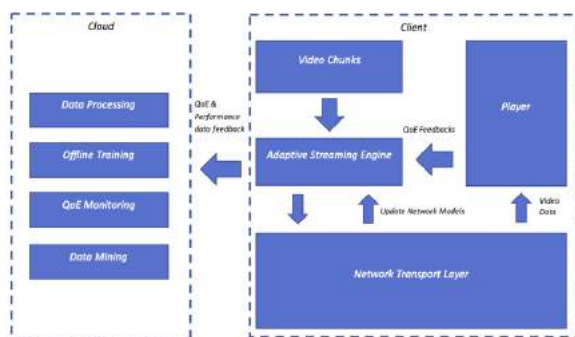 Cloud
Data Processing
Offline Training
QoE Monitoring
Data Mining
QoE &
Performance
data feedback
Client
Video Chunks
Player
QoE Feedbacks
Adaptive Streaming Engine
Update Network Models
Video
Data
Network Transport Layer